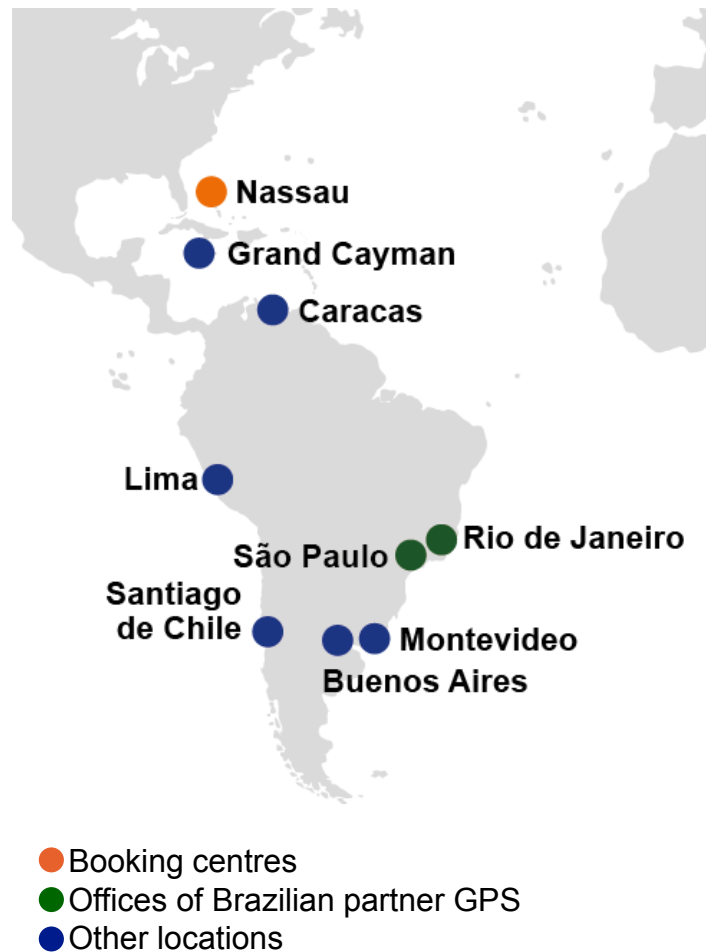 Nassau
Grand Cayman
Caracas
Lima
Rio de Janeiro
São Paulo
Santiago
de Chile
Montevideo
Buenos Aires
Booking centres
Offices of Brazilian partner GPS
Other locations